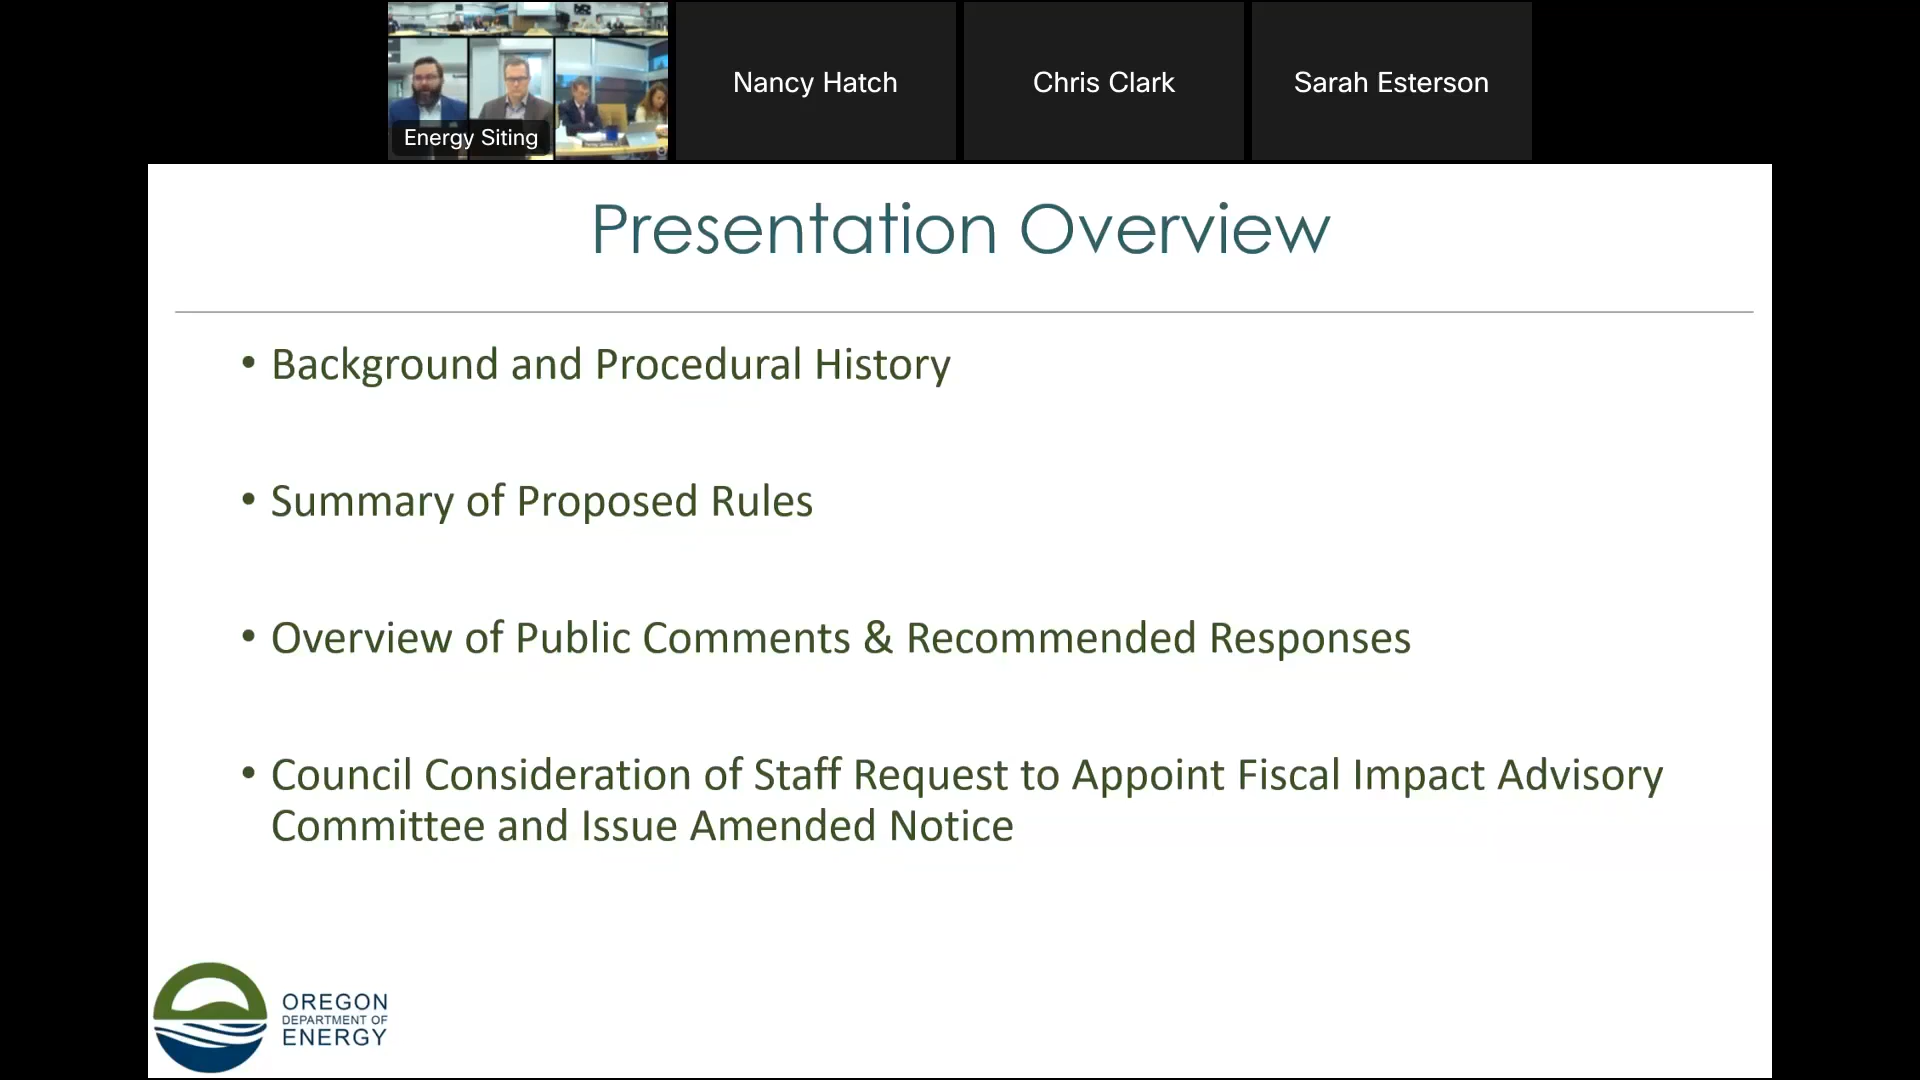 Energy Siting
Nancy Hatch
Chris Clark
Sarah Esterson
Presentation Overview
• Background and Procedural History
• Summary of Proposed Rules
• Overview of Public Comments & Recommended Responses
• Council Consideration of Staff Request to Appoint Fiscal Impact Advisory
Committee and Issue Amended Notice
OREGON
DEPARTMENT OF
ENERGY